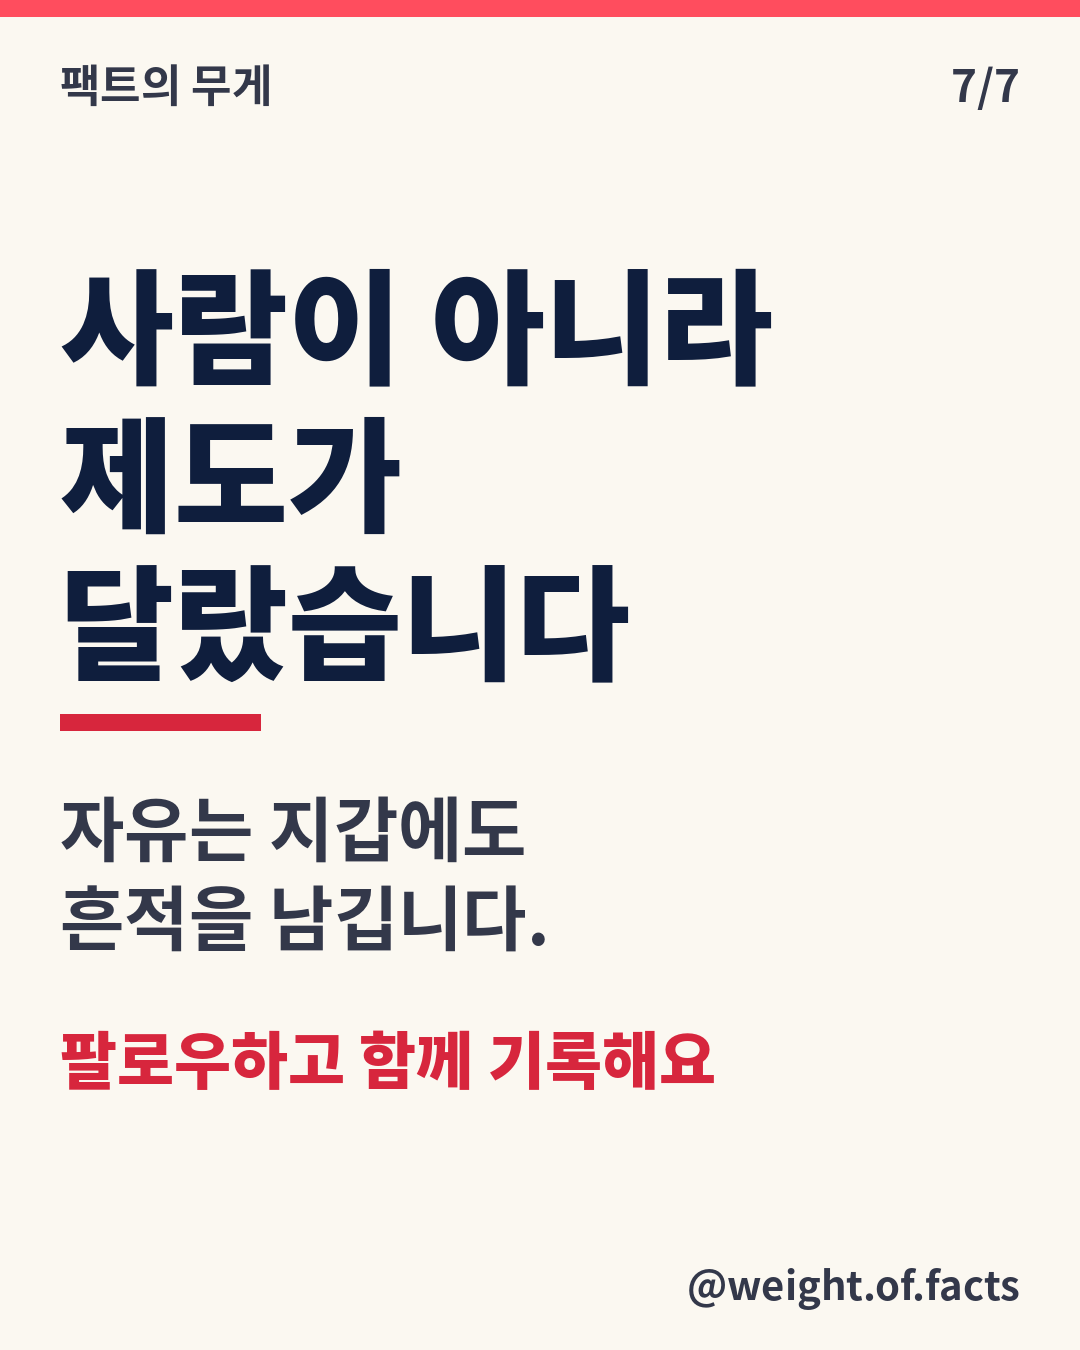 팩트의 무게
7/7
사람이 아니라
제도가
달랐습니다
자유는 지갑에도
흔적을 남깁니다.
팔로우하고 함께 기록해요
@weight.of.facts